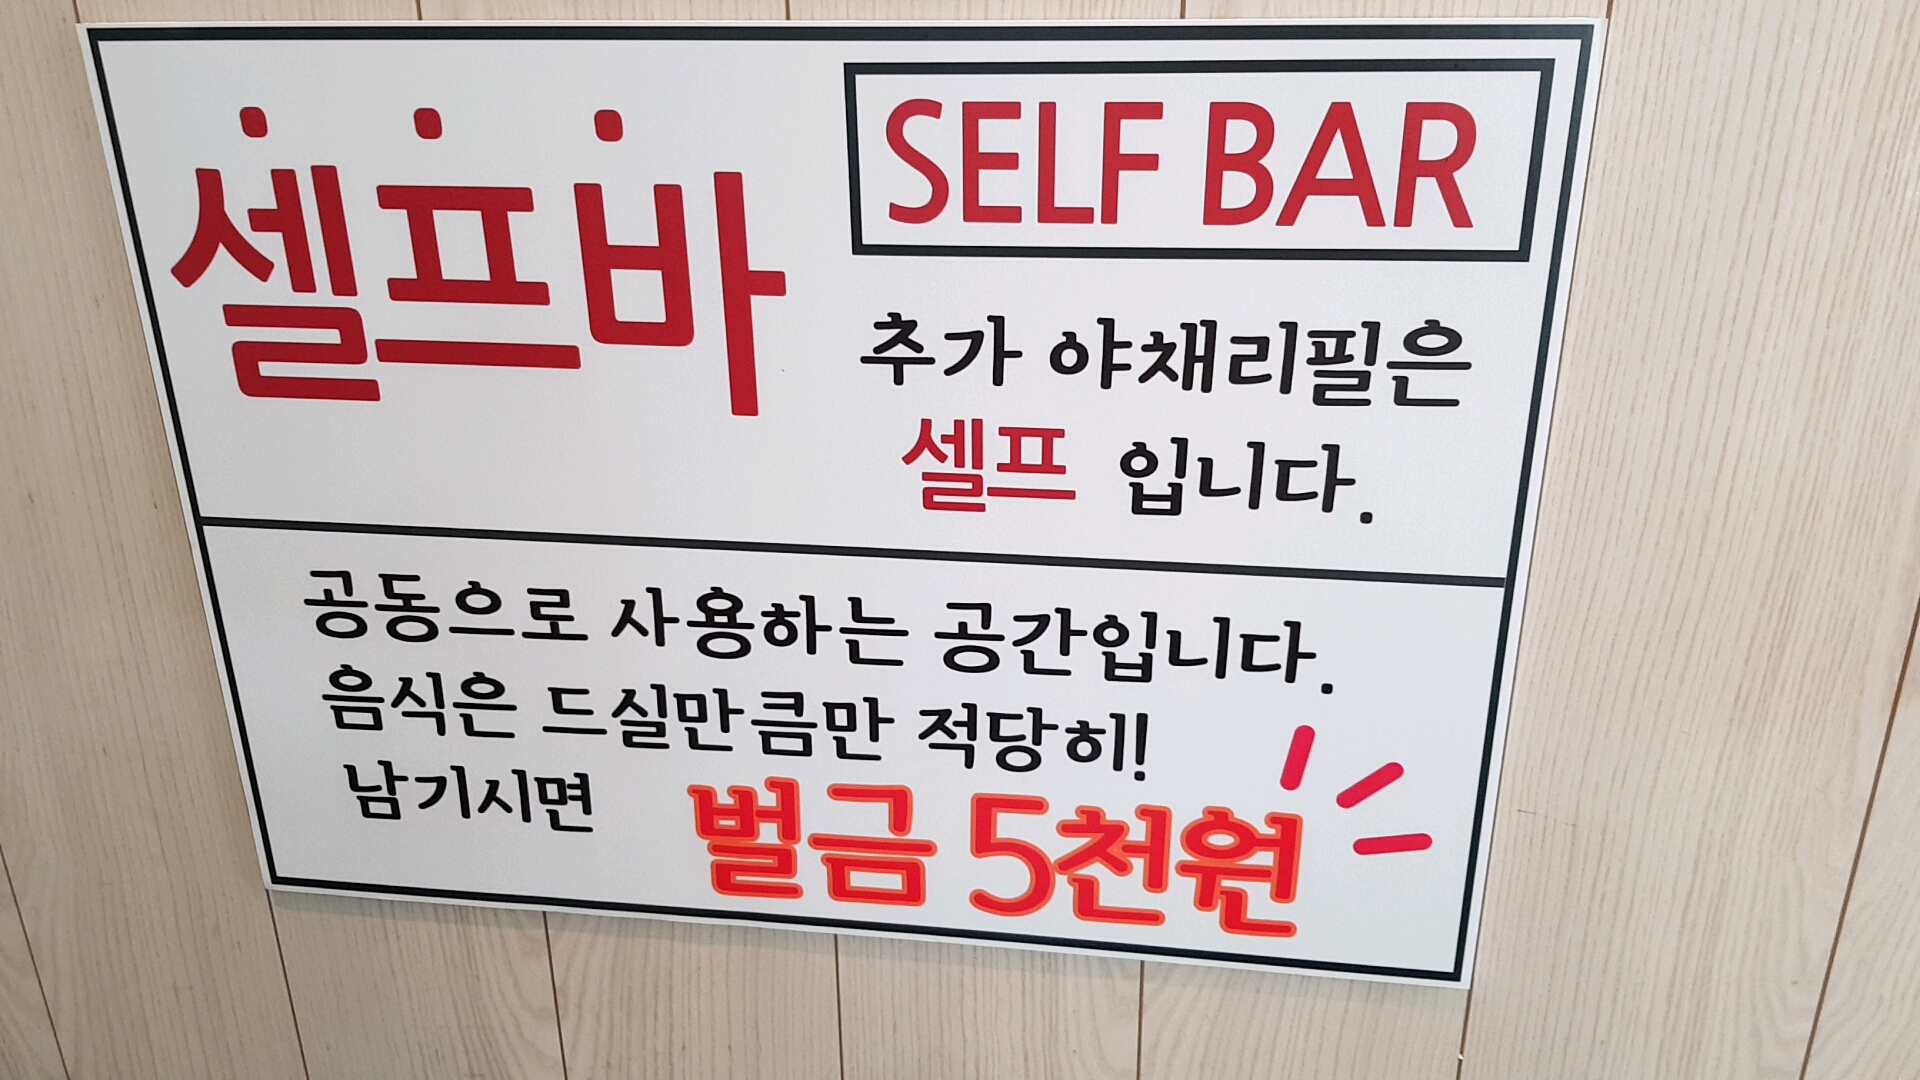 셀프바
SELF BAR
추가 야채리필은
셀프 입니다.
공동으로 사용하는 공간입니다.
음식은 드실만큼만 적당히!
남기시면 벌금 5천원